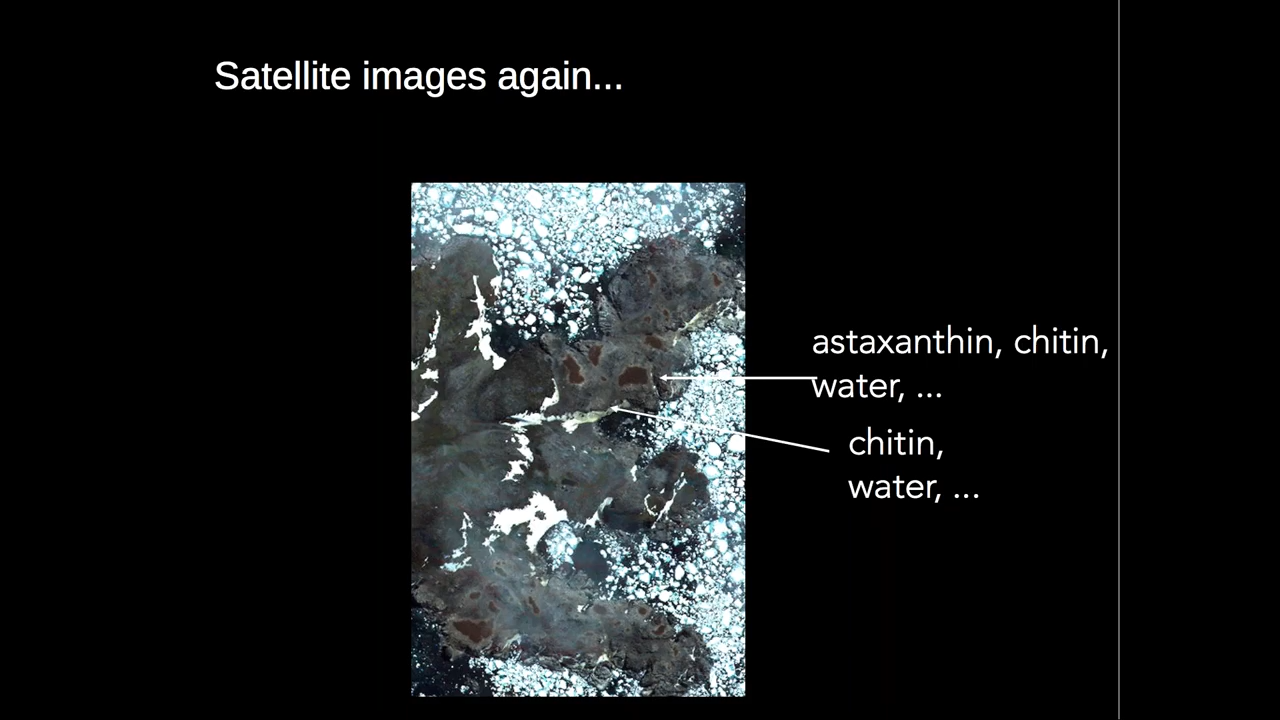 Satellite images again...
astaxanthin, chitin,
water, ...
chitin,
water, ...